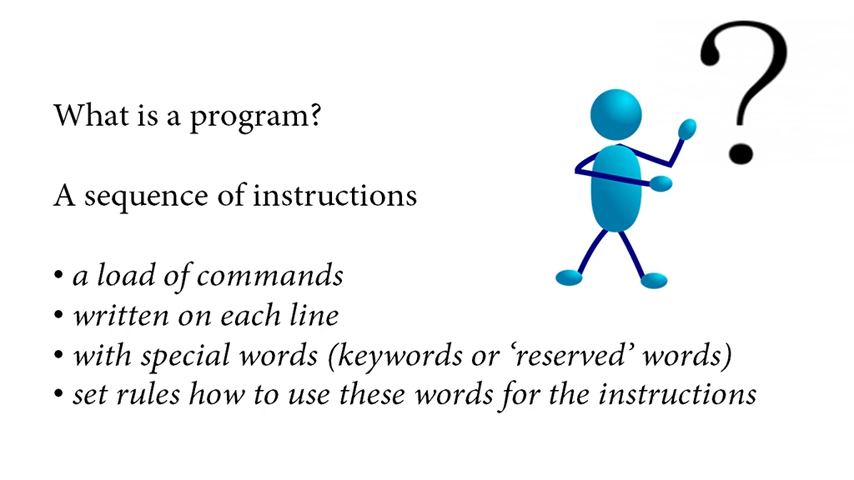 What is a program?
A sequence of instructions
• a load of commands
• written on each line
• with special words (keywords or ‘reserved’ words)
• set rules how to use these words for the instructions
?